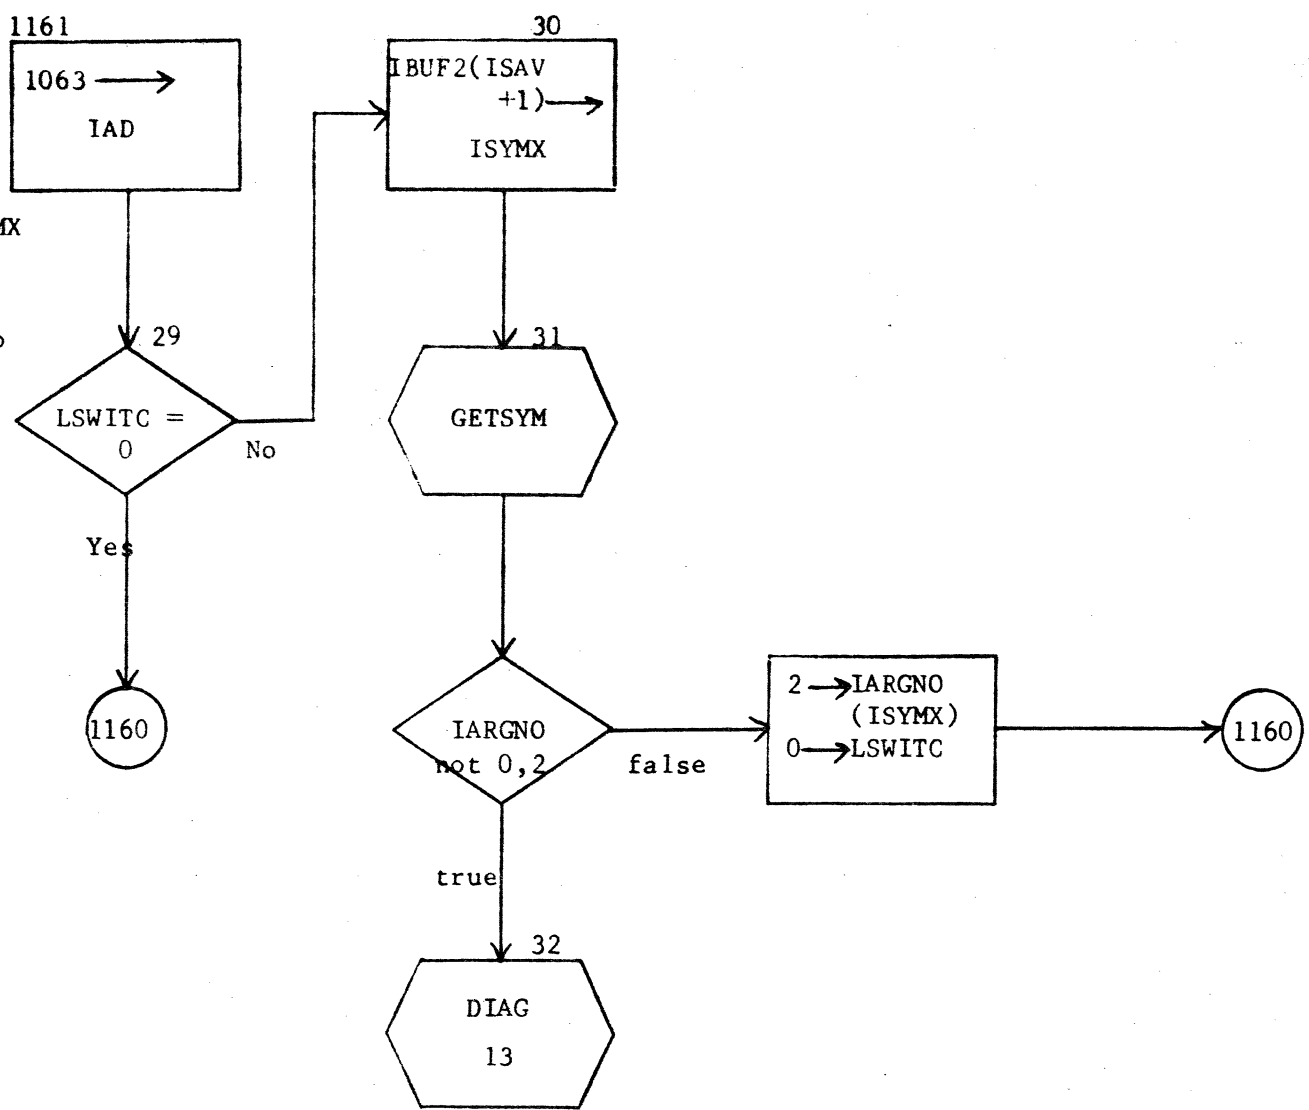 1161
1063
IAD
MX
29
LSWITC =
0
No
Yes
1160
30
IBUF2(ISAV
+1)
ISYMX
31
GETSYM
IARGNO
not 0,2
false
true
2 → IARGNO
(ISYMX)
0 → LSWITC
1160
32
DIAG
13